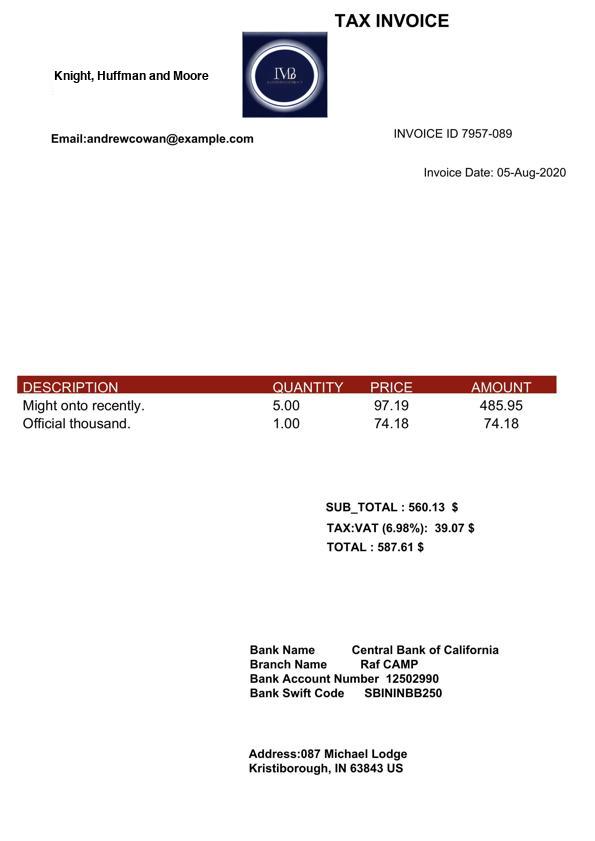 TAX INVOICE
Knight, Huffman and Moore
Email:andrewcowan@example.com
INVOICE ID 7957-089
Invoice Date: 05-Aug-2020
DESCRIPTION QUANTITY PRICE AMOUNT
Might onto recently. 5.00 97.19 485.95
Official thousand. 1.00 74.18 74.18
SUB_TOTAL : 560.13 $
TAX:VAT (6.98%): 39.07 $
TOTAL : 587.61 $
Bank Name Central Bank of California
Branch Name Raf CAMP
Bank Account Number 12502990
Bank Swift Code SBININBB250
Address:087 Michael Lodge
Kristiborough, IN 63843 US